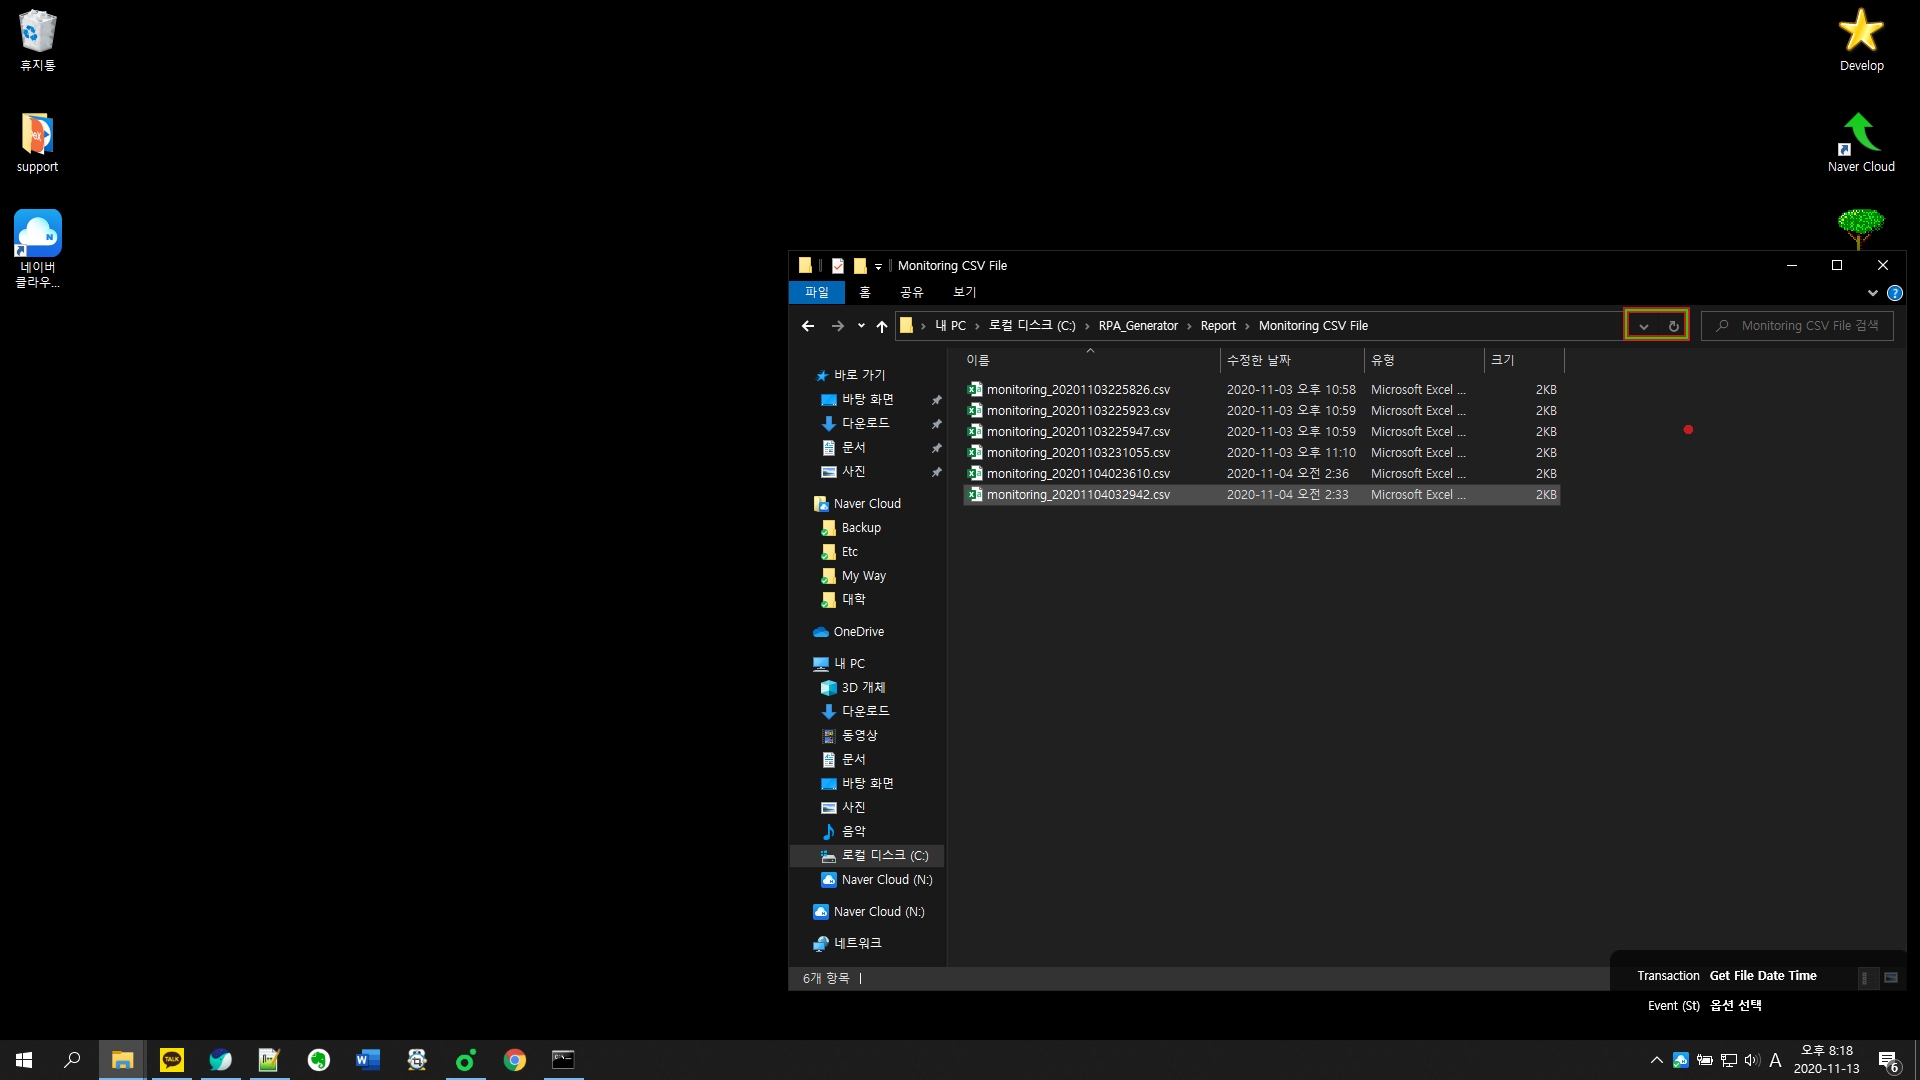 휴지통
support
네이버
클라우...
Develop
Naver Cloud
Monitoring CSV File
파일 홈 공유 보기
내 PC 로컬 디스크 (C:) RPA_Generator Report Monitoring CSV File
Monitoring CSV File 검색
이름 수정한 날짜 유형 크기
monitoring_20201103225826.csv 2020-11-03 오후 10:58 Microsoft Excel ... 2KB
monitoring_20201103225923.csv 2020-11-03 오후 10:59 Microsoft Excel ... 2KB
monitoring_20201103225947.csv 2020-11-03 오후 10:59 Microsoft Excel ... 2KB
monitoring_20201103231055.csv 2020-11-03 오후 11:10 Microsoft Excel ... 2KB
monitoring_20201104023610.csv 2020-11-04 오전 2:36 Microsoft Excel ... 2KB
monitoring_20201104032942.csv 2020-11-04 오전 2:33 Microsoft Excel ... 2KB
바로 가기
바탕 화면
다운로드
문서
사진
Naver Cloud
Backup
Etc
My Way
대학
OneDrive
내 PC
3D 개체
다운로드
동영상
문서
바탕 화면
사진
음악
로컬 디스크 (C:)
Naver Cloud (N:)
Naver Cloud (N:)
네트워크
6개 항목
Transaction Get File Date Time
Event (St) 옵션 선택
TALK
A
오후 8:18
2020-11-13
6